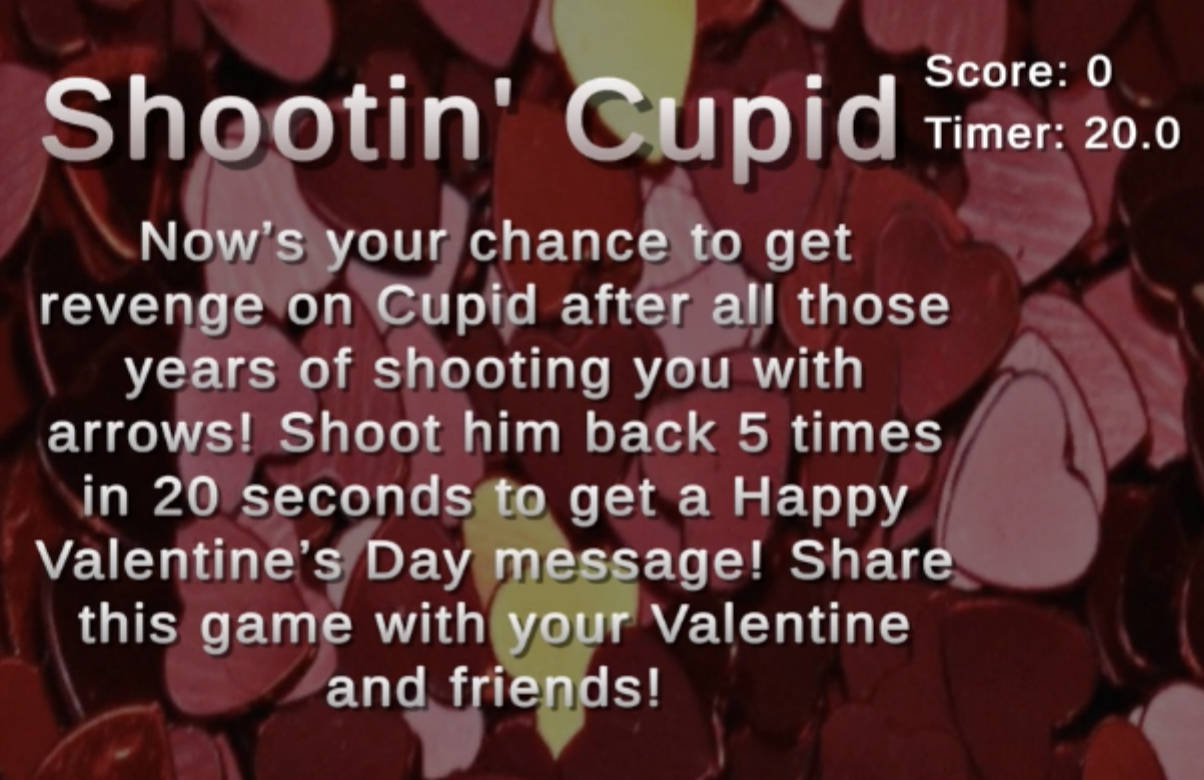 Shootin' Cupid
Score: 0
Timer: 20.0
Now’s your chance to get
revenge on Cupid after all those
years of shooting you with
arrows! Shoot him back 5 times
in 20 seconds to get a Happy
Valentine’s Day message! Share
this game with your Valentine
and friends!